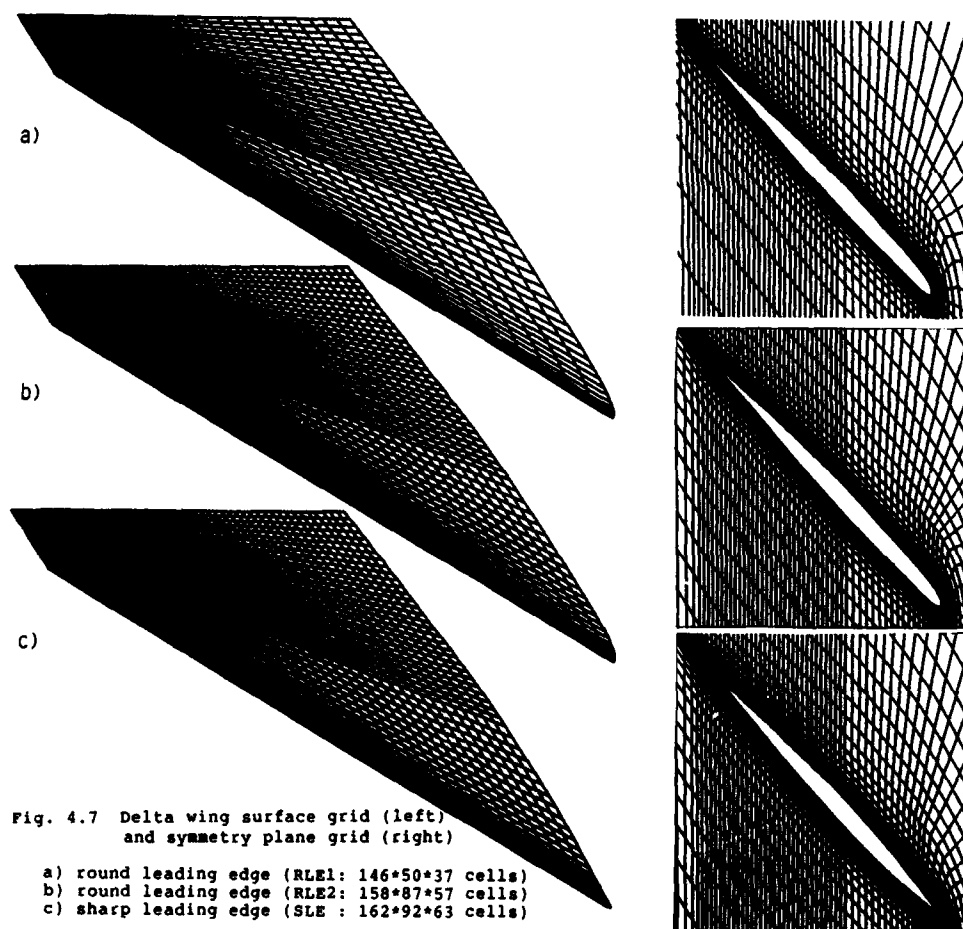 a)
b)
c)
Fig. 4.7 Delta wing surface grid (left)
and symmetry plane grid (right)
a) round leading edge (RLE1: 146*50*37 cells)
b) round leading edge (RLE2: 158*87*57 cells)
c) sharp leading edge (SLE : 162*92*63 cells)